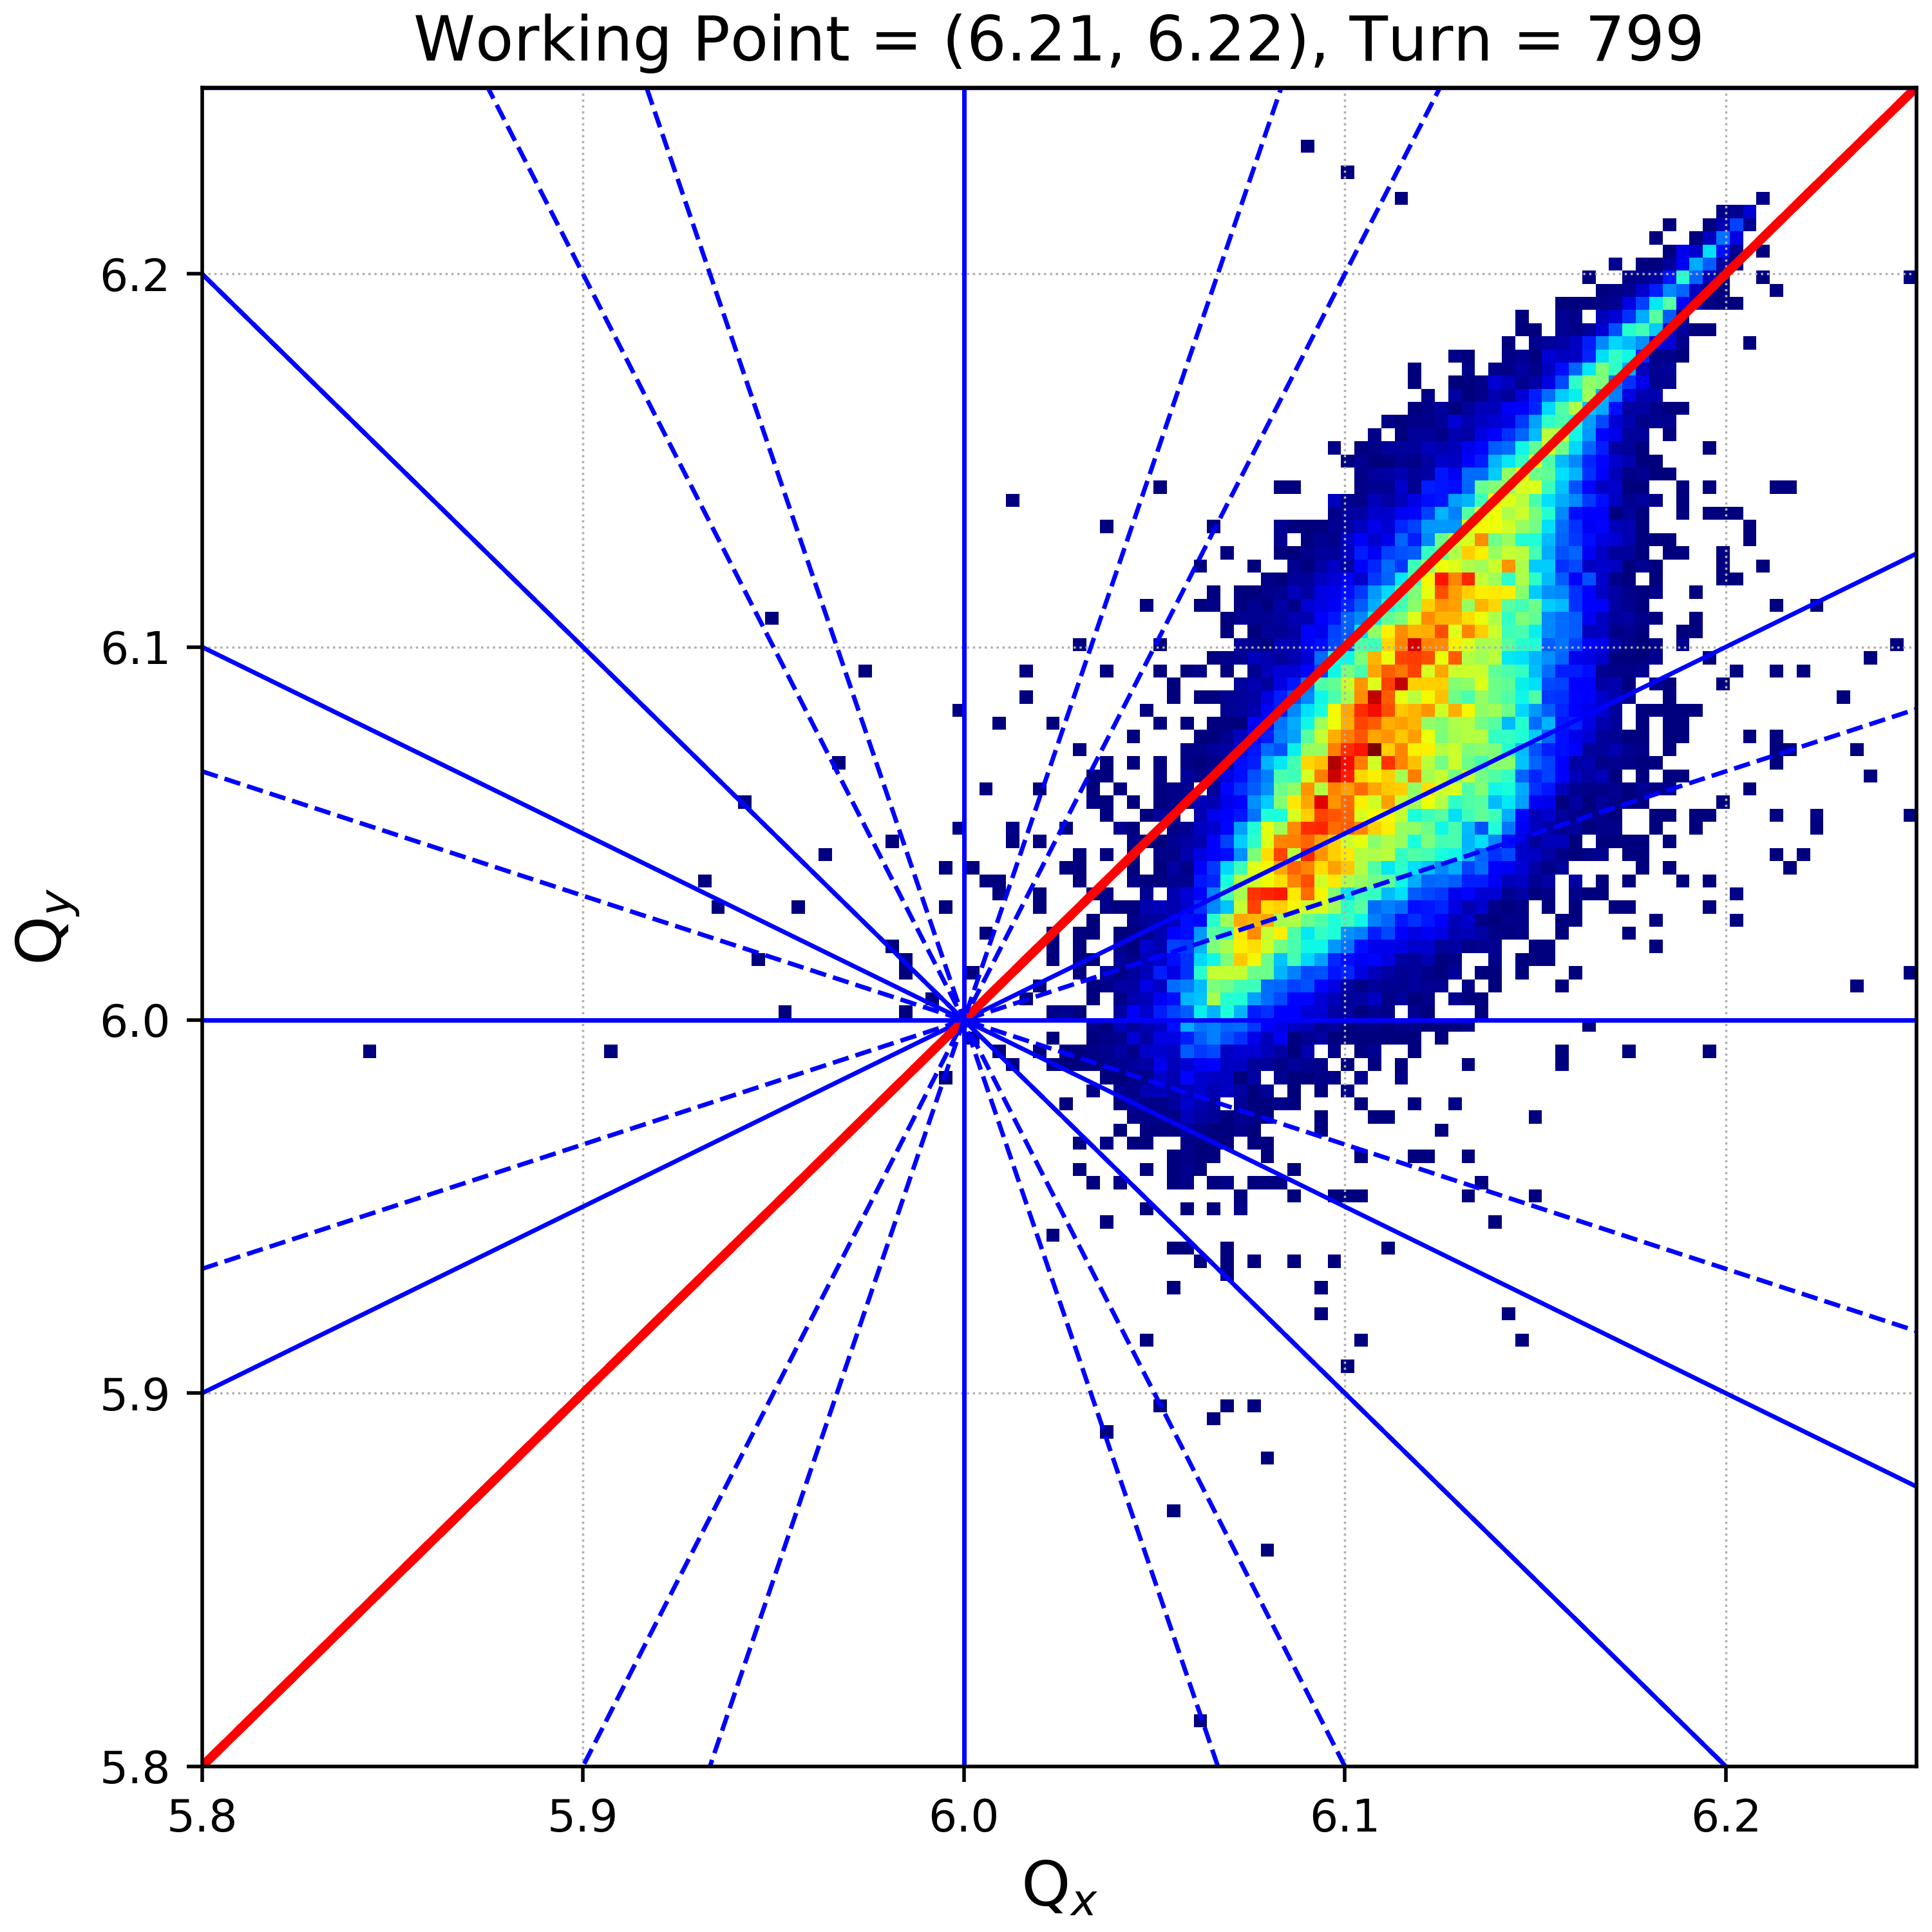 Working Point = (6.21, 6.22), Turn = 799
6.2
6.1
6.0
5.9
5.8
Qy
5.8 5.9 6.0 6.1 6.2
Qx